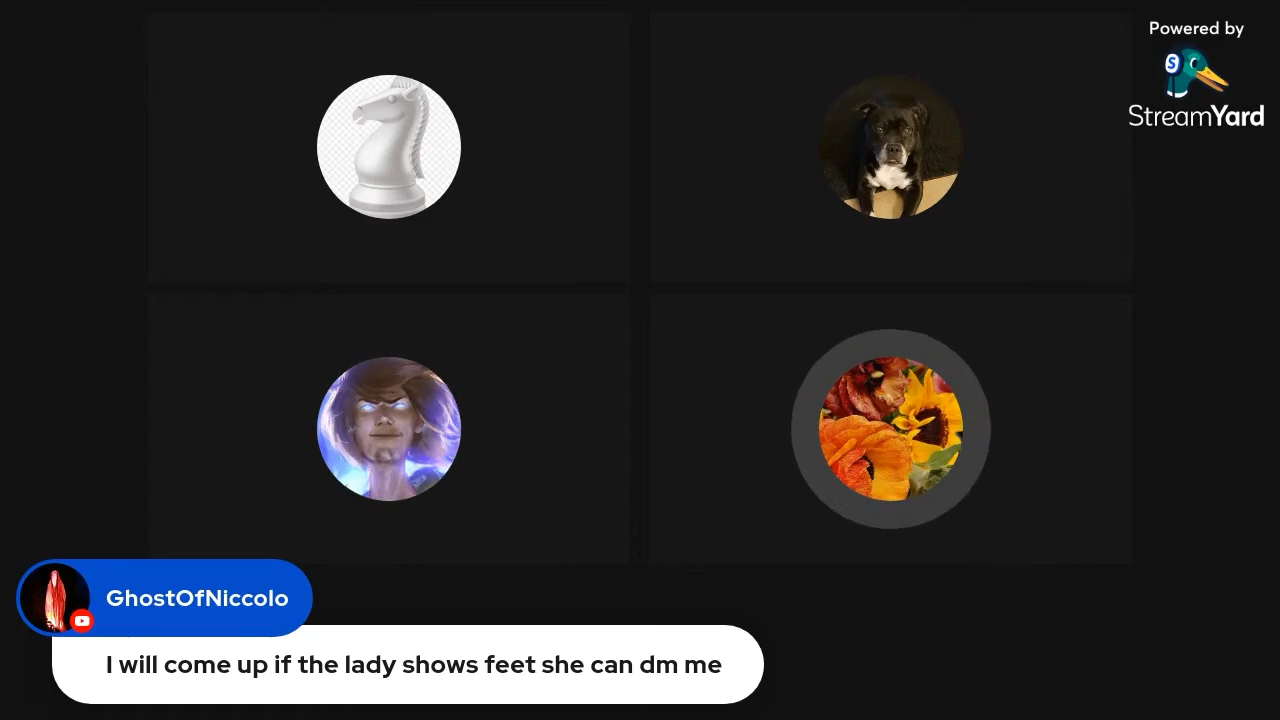 Powered by
StreamYard
GhostOfNiccolo
I will come up if the lady shows feet she can dm me